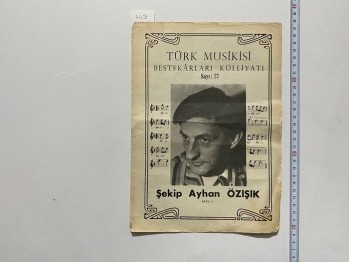 TÜRK MUSİKİSİ
BESTEKÂRLARI KÜLLİYATI
Sayı: 27
Şekip Ayhan ÖZIŞIK